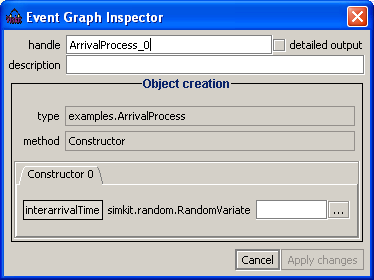 Event Graph Inspector
handle ArrivalProcess_0 detailed output
description
Object creation
type examples.ArrivalProcess
method Constructor
Constructor 0
interarrivalTime simkit.random.RandomVariate ...
Cancel Apply changes